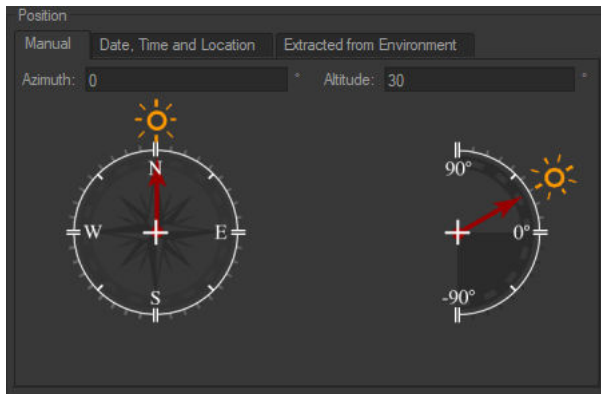 Position
Manual Date, Time and Location Extracted from Environment
Azimuth: 0 ° Altitude: 30 °
N 90°
W E 0°
S -90°